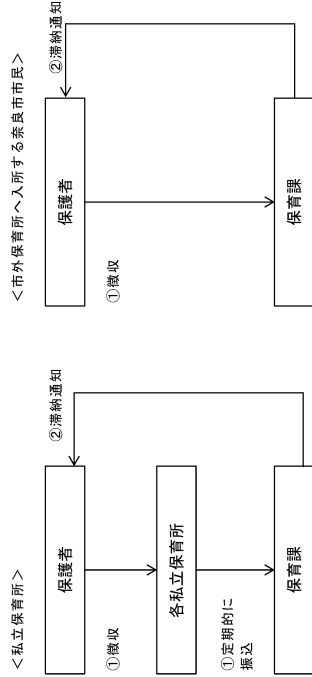 ＜私立保育所＞
保護者
②滞納通知
①徴収
各私立保育所
①定期的に
振込
保育課
＜市外保育所へ入所する奈良市市民＞
保護者
②滞納通知
①徴収
保育課